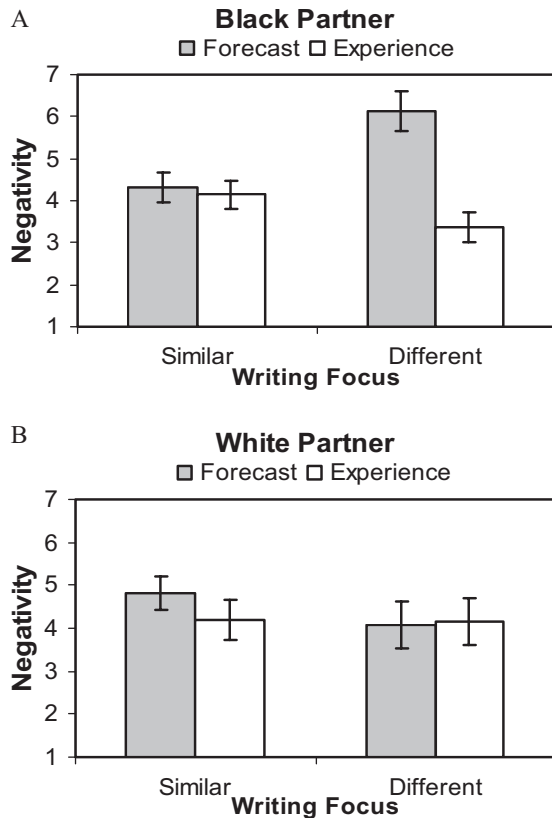 A
Black Partner
Forecast Experience
7
6
5
4
3
2
1
Negativity
Similar Different
Writing Focus
B
White Partner
Forecast Experience
7
6
5
4
3
2
1
Negativity
Similar Different
Writing Focus